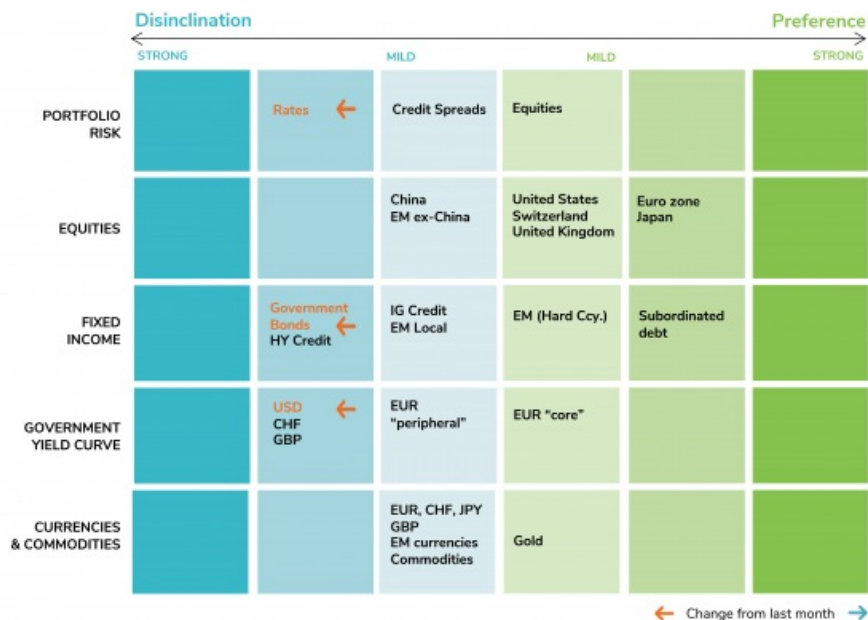 Disinclination Preference
STRONG MILD MILD STRONG
PORTFOLIO
RISK
Rates ←
Credit Spreads
Equities
EQUITIES
China
EM ex-China
United States
Switzerland
United Kingdom
Euro zone
Japan
FIXED
INCOME
Government
Bonds ←
HY Credit
IG Credit
EM Local
EM (Hard Ccy.)
Subordinated
debt
GOVERNMENT
YIELD CURVE
USD ←
CHF
GBP
EUR
“peripheral”
EUR “core”
CURRENCIES
& COMMODITIES
EUR, CHF, JPY
GBP
EM currencies
Commodities
Gold
← Change from last month →